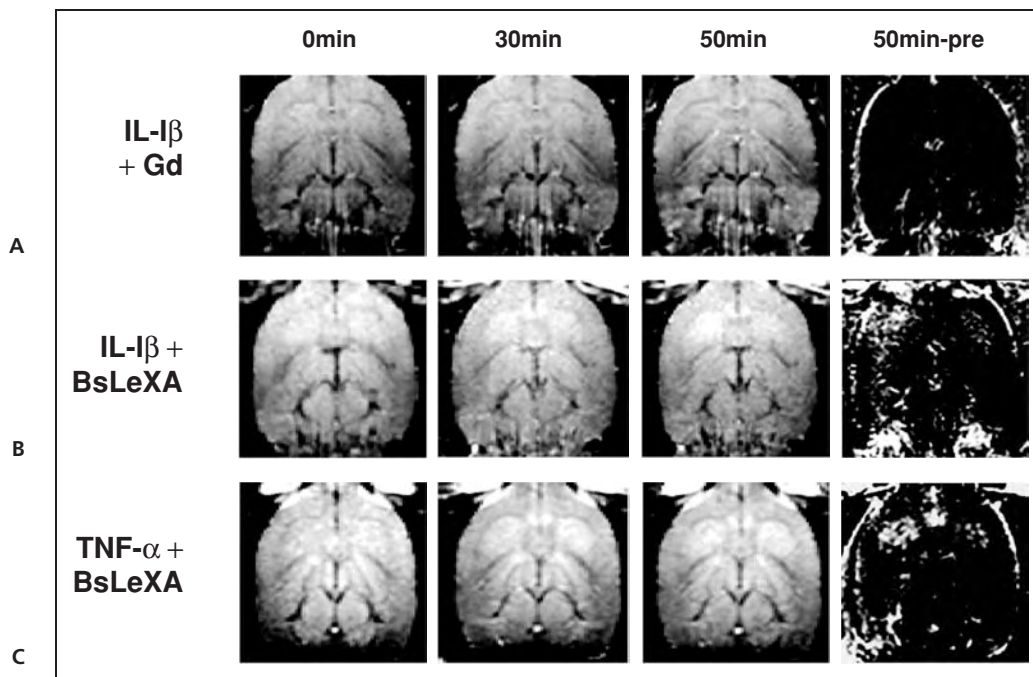 0min 30min 50min 50min-pre
IL-Iβ
+ Gd
A
IL-Iβ +
BsLeXA
B
TNF-α +
BsLeXA
C